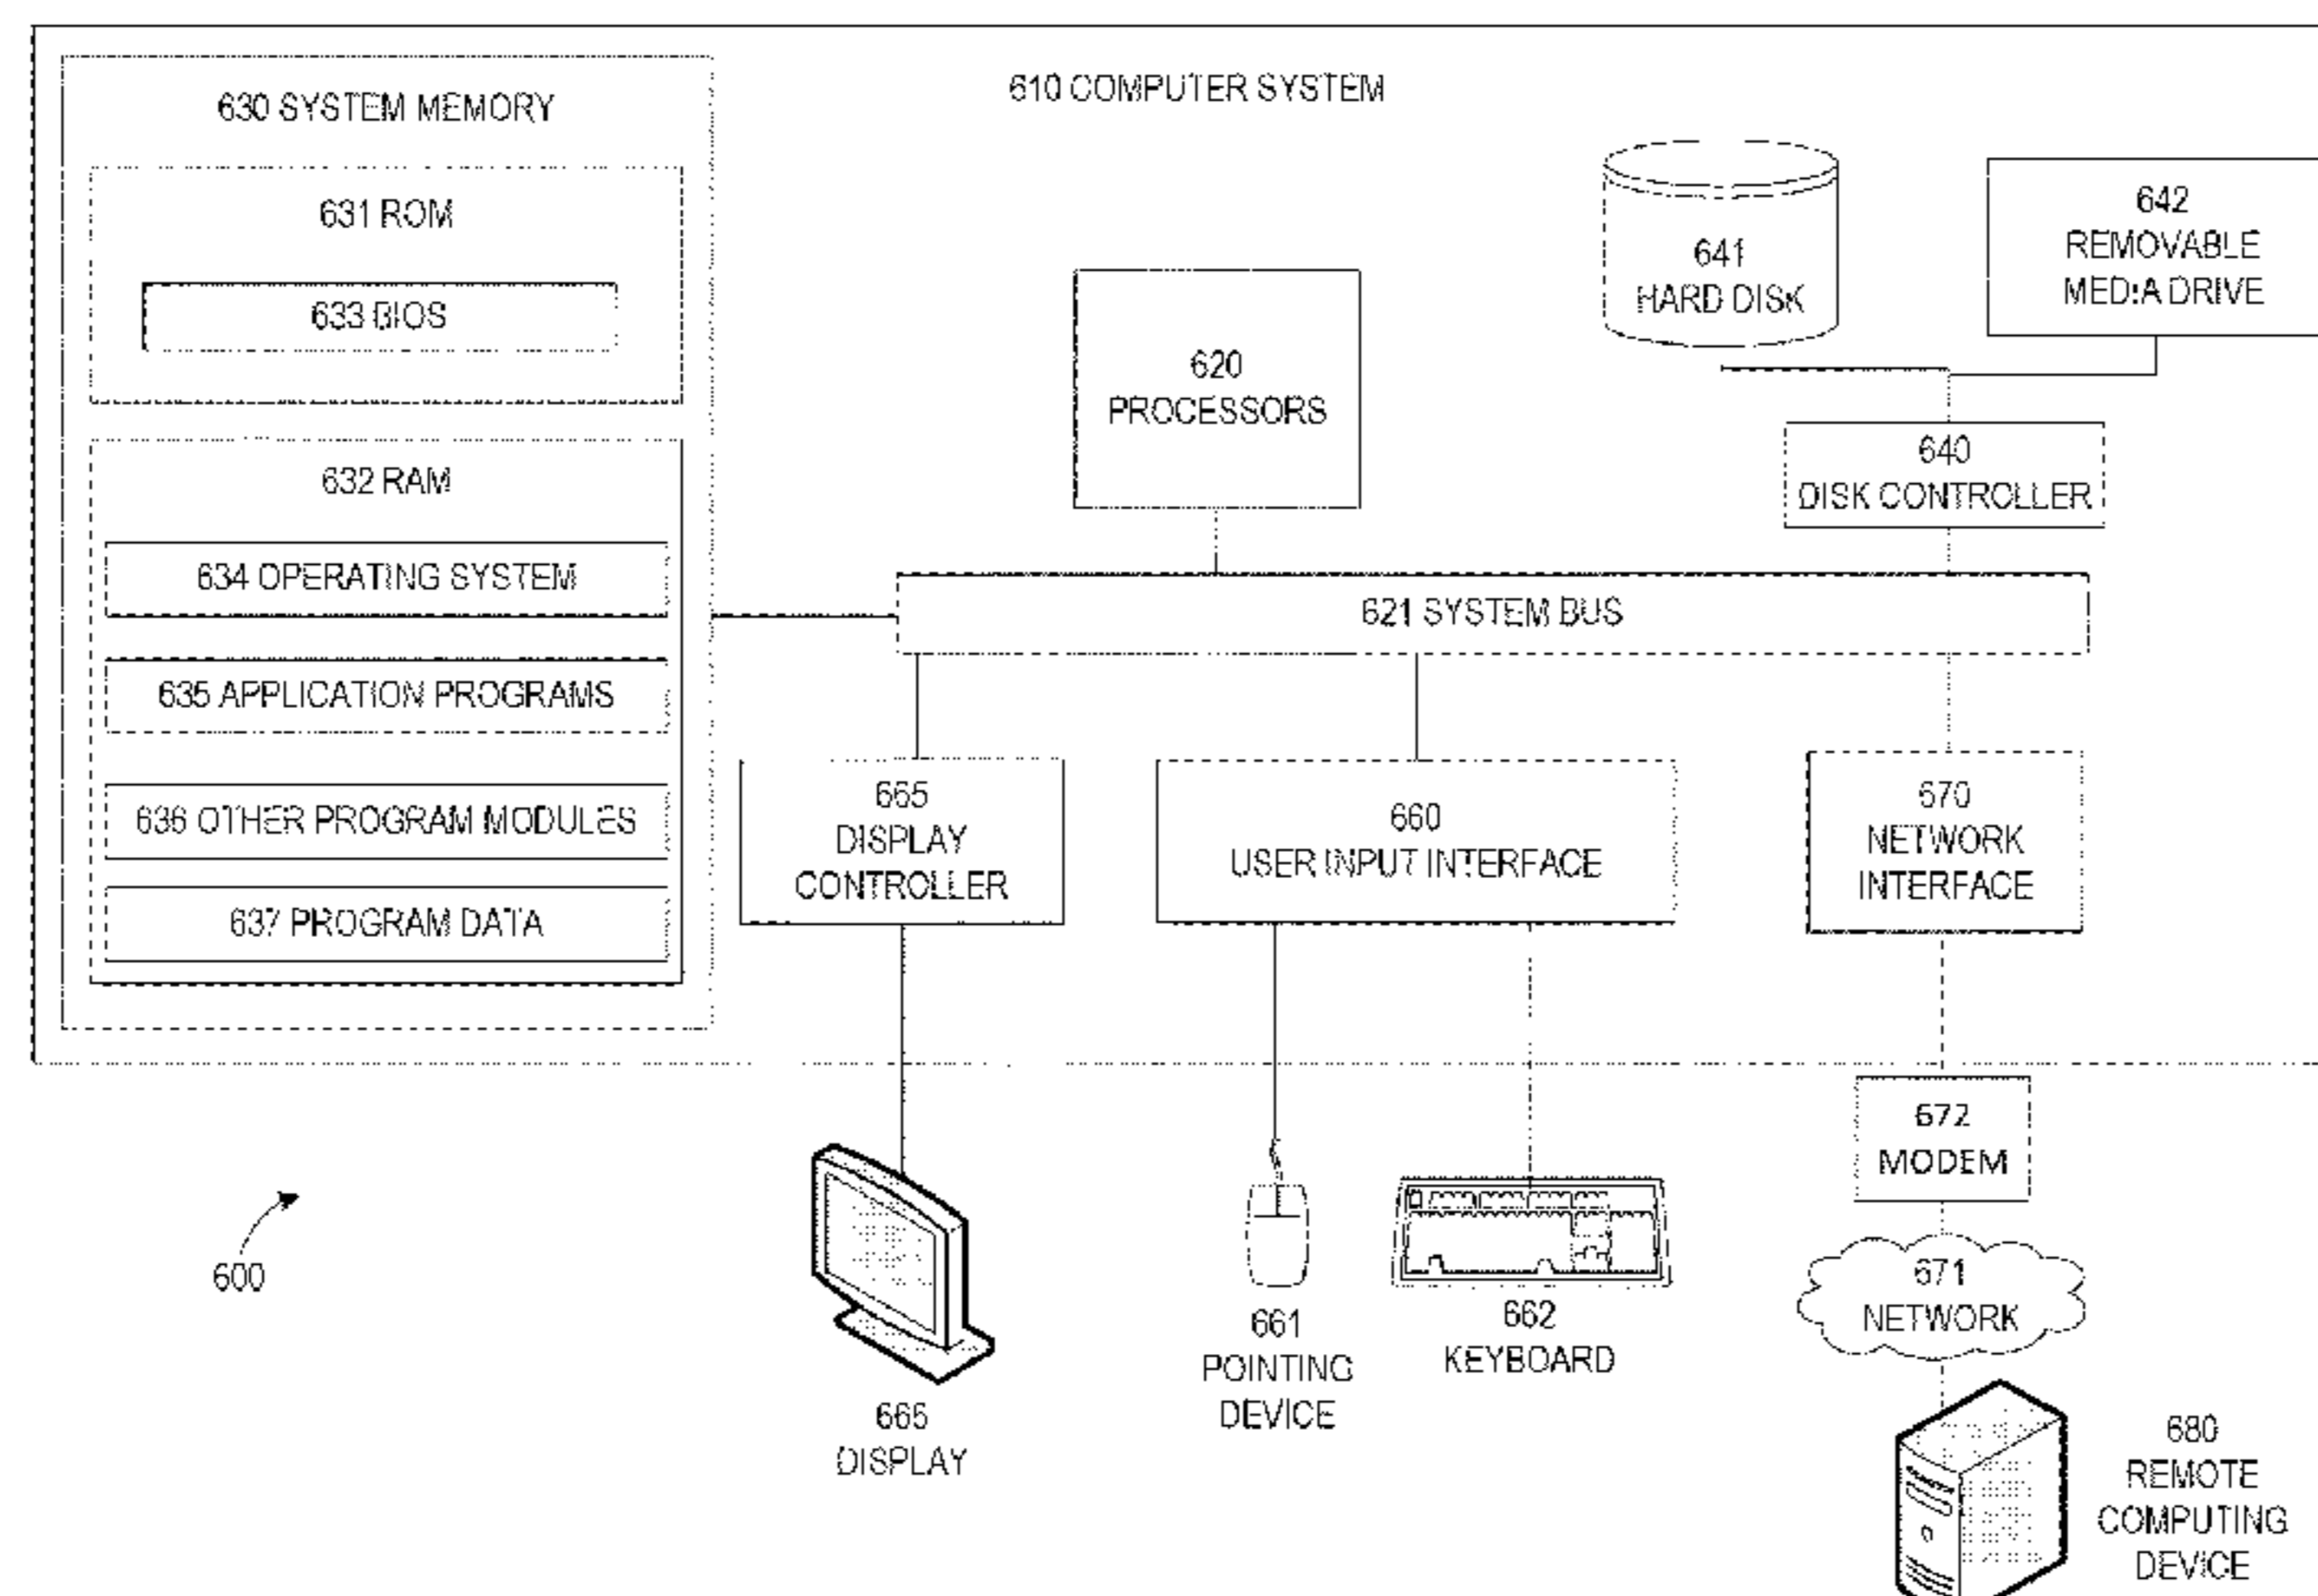 610 COMPUTER SYSTEM
630 SYSTEM MEMORY
631 ROM
633 BIOS
632 RAM
634 OPERATING SYSTEM
635 APPLICATION PROGRAMS
636 OTHER PROGRAM MODULES
637 PROGRAM DATA
620
PROCESSORS
641
HARD DISK
642
REMOVABLE
MEDIA DRIVE
640
DISK CONTROLLER
621 SYSTEM BUS
665
DISPLAY
CONTROLLER
660
USER INPUT INTERFACE
670
NETWORK
INTERFACE
672
MODEM
671
NETWORK
600
666
DISPLAY
661
POINTING
DEVICE
662
KEYBOARD
680
REMOTE
COMPUTING
DEVICE